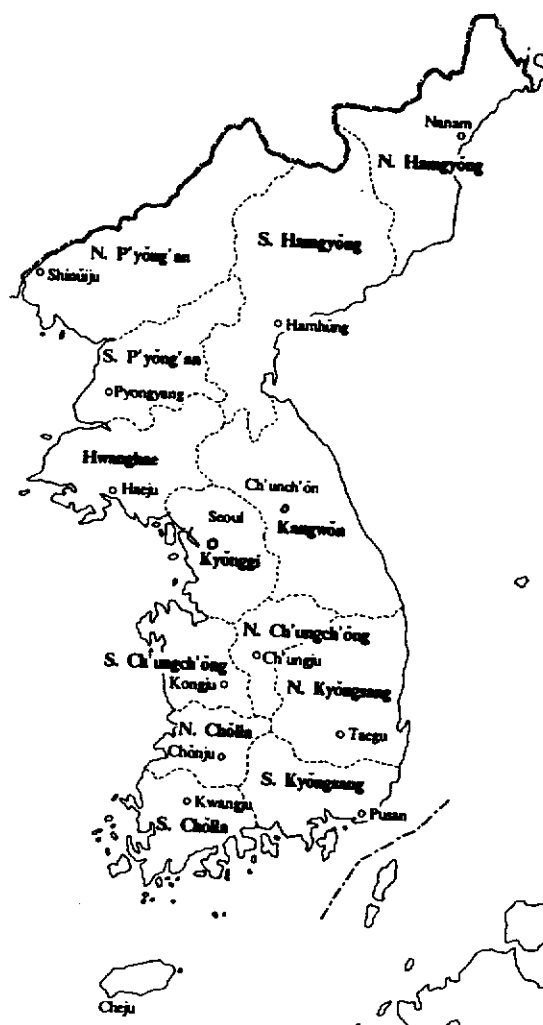 Nanam
N. Hamgyŏng
N. P'yŏng'an
S. Hamgyŏng
Shinŭiju
Hamhŭng
S. P'yŏng'an
Pyongyang
Hwanghae
Haeju
Ch'unch'ŏn
Seoul
Kangwŏn
Kyŏnggi
N. Ch'ungch'ŏng
S. Ch'ungch'ŏng
Ch'ungju
Kongju
N. Kyŏngsang
N. Chŏlla
Taegu
Chŏnju
S. Kyŏngsang
Kwangju
Pusan
S. Chŏlla
Cheju